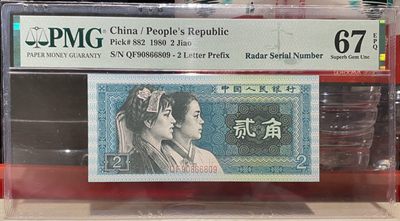 PMG
PAPER MONEY GUARANTY
China / People's Republic
Pick# 882 1980 2 Jiao
S/N QF90866809 - 2 Letter Prefix
Radar Serial Number
67 EPQ
Superb Gem Unc
中国人民银行
贰角
2
2
QF90866809